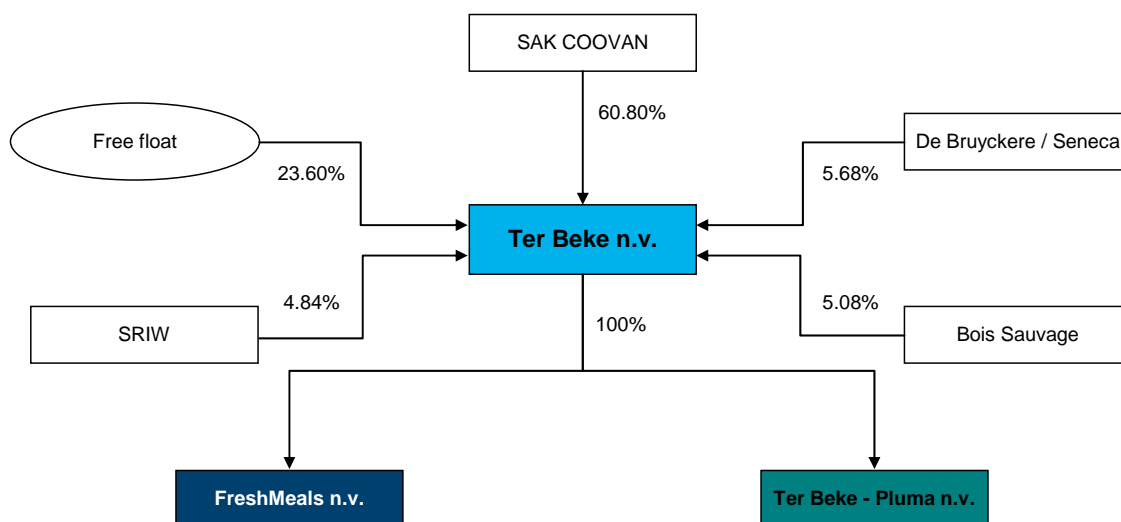 SAK COOVAN
60.80%
Free float
De Bruyckere / Seneca
23.60%
5.68%
Ter Beke n.v.
4.84%
5.08%
SRIW
100%
Bois Sauvage
FreshMeals n.v.
Ter Beke - Pluma n.v.